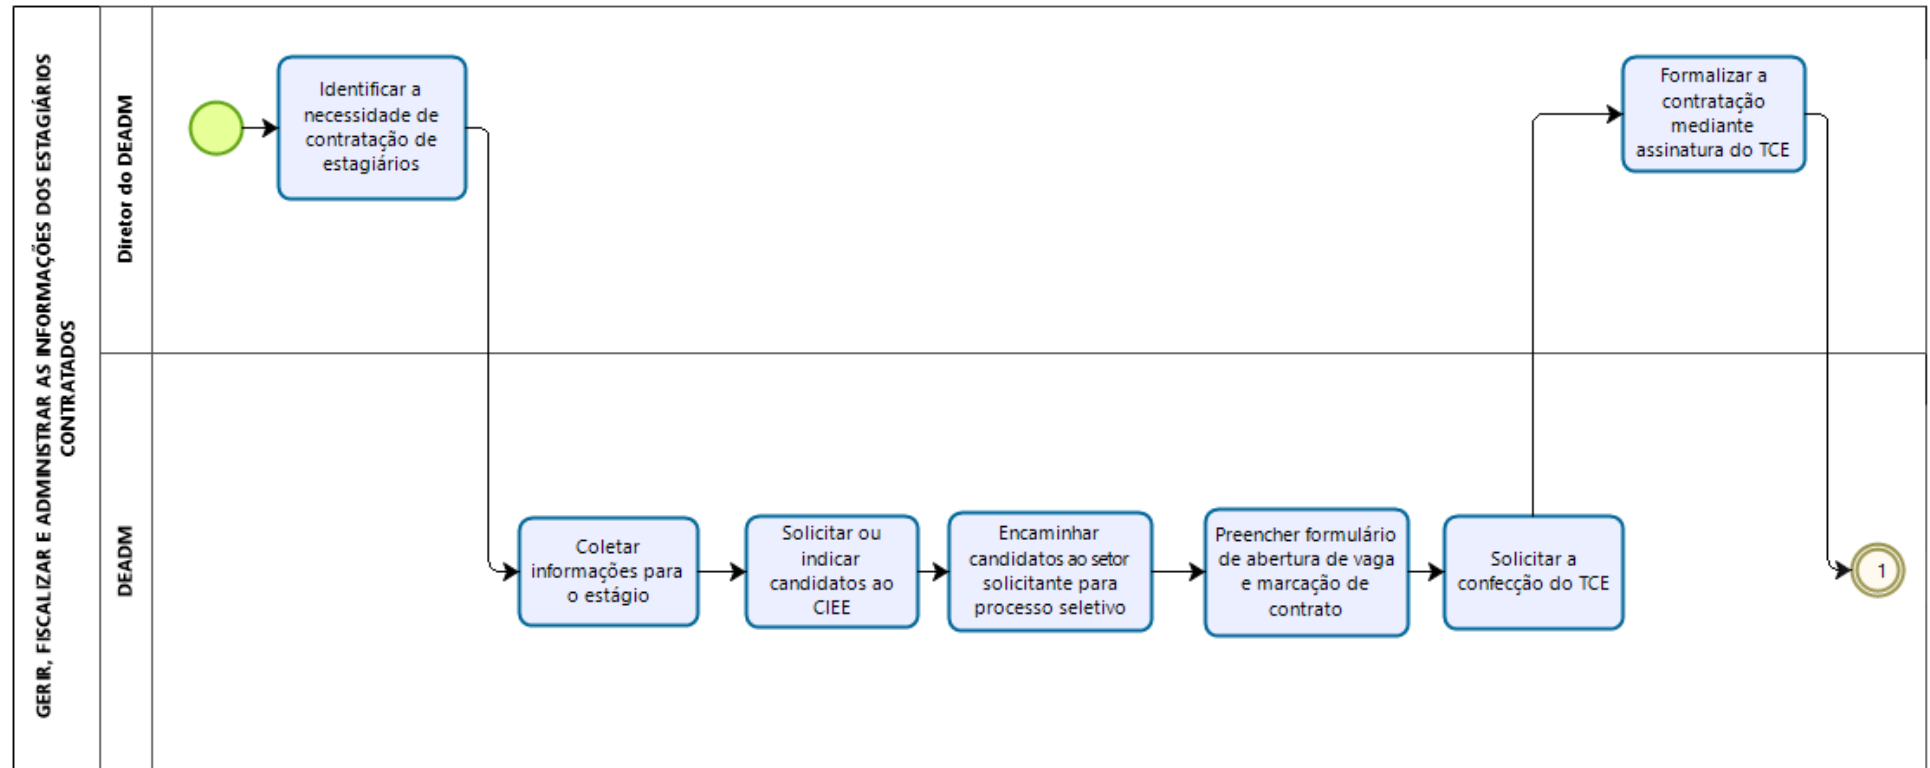 GERIR, FISCALIZAR E ADMINISTRAR AS INFORMAÇÕES DOS ESTAGIÁRIOS
CONTRATADOS
Diretor do DEADM
Identificar a
necessidade de
contratação de
estagiários
Formalizar a
contratação
mediante
assinatura do TCE
DEADM
Coletar
informações para
o estágio
Solicitar ou
indicar
candidatos ao
CIEE
Encaminhar
candidatos ao setor
solicitante para
processo seletivo
Preencher formulário
de abertura de vaga
e marcação de
contrato
Solicitar a
confecção do TCE
1